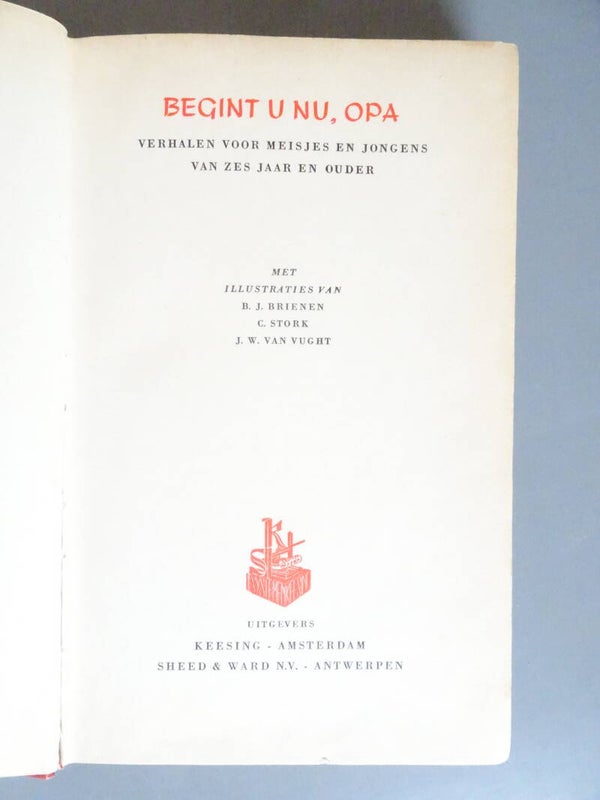 BEGINT U NU, OPA
VERHALEN VOOR MEISJES EN JONGENS
VAN ZES JAAR EN OUDER
MET
ILLUSTRATIES VAN
B. J. BRIENEN
C. STORK
J. W. VAN VUGHT
UITGEVERS
KEESING - AMSTERDAM
SHEED & WARD N.V. - ANTWERPEN